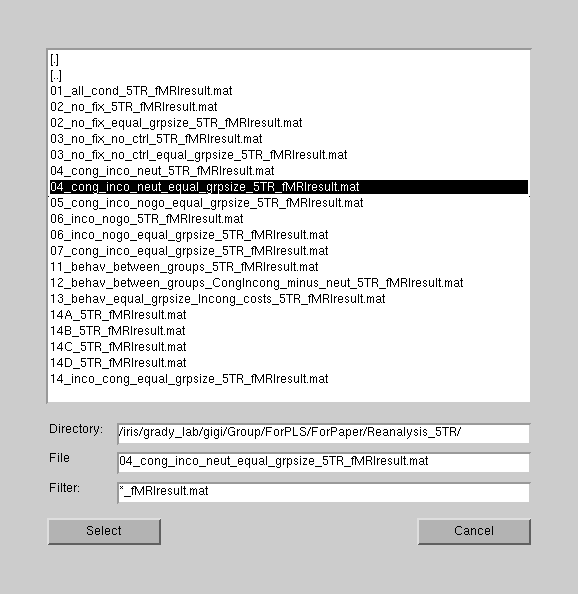 [.]
[..]
01_all_cond_5TR_fMRIresult.mat
02_no_fix_5TR_fMRIresult.mat
02_no_fix_equal_grpsize_5TR_fMRIresult.mat
03_no_fix_no_ctrl_5TR_fMRIresult.mat
03_no_fix_no_ctrl_equal_grpsize_5TR_fMRIresult.mat
04_cong_inco_neut_5TR_fMRIresult.mat
04_cong_inco_neut_equal_grpsize_5TR_fMRIresult.mat
05_cong_inco_nogo_equal_grpsize_5TR_fMRIresult.mat
06_inco_nogo_5TR_fMRIresult.mat
06_inco_nogo_equal_grpsize_5TR_fMRIresult.mat
07_cong_inco_equal_grpsize_5TR_fMRIresult.mat
11_behav_between_groups_5TR_fMRIresult.mat
12_behav_between_groups_CongIncong_minus_neut_5TR_fMRIresult.mat
13_behav_equal_grpsize_Incong_costs_5TR_fMRIresult.mat
14A_5TR_fMRIresult.mat
14B_5TR_fMRIresult.mat
14C_5TR_fMRIresult.mat
14D_5TR_fMRIresult.mat
14_inco_cong_equal_grpsize_5TR_fMRIresult.mat
Directory: /iris/grady_lab/gigi/Group/ForPLS/ForPaper/Reanalysis_5TR/
File 04_cong_inco_neut_equal_grpsize_5TR_fMRIresult.mat
Filter: *_fMRIresult.mat
Select Cancel